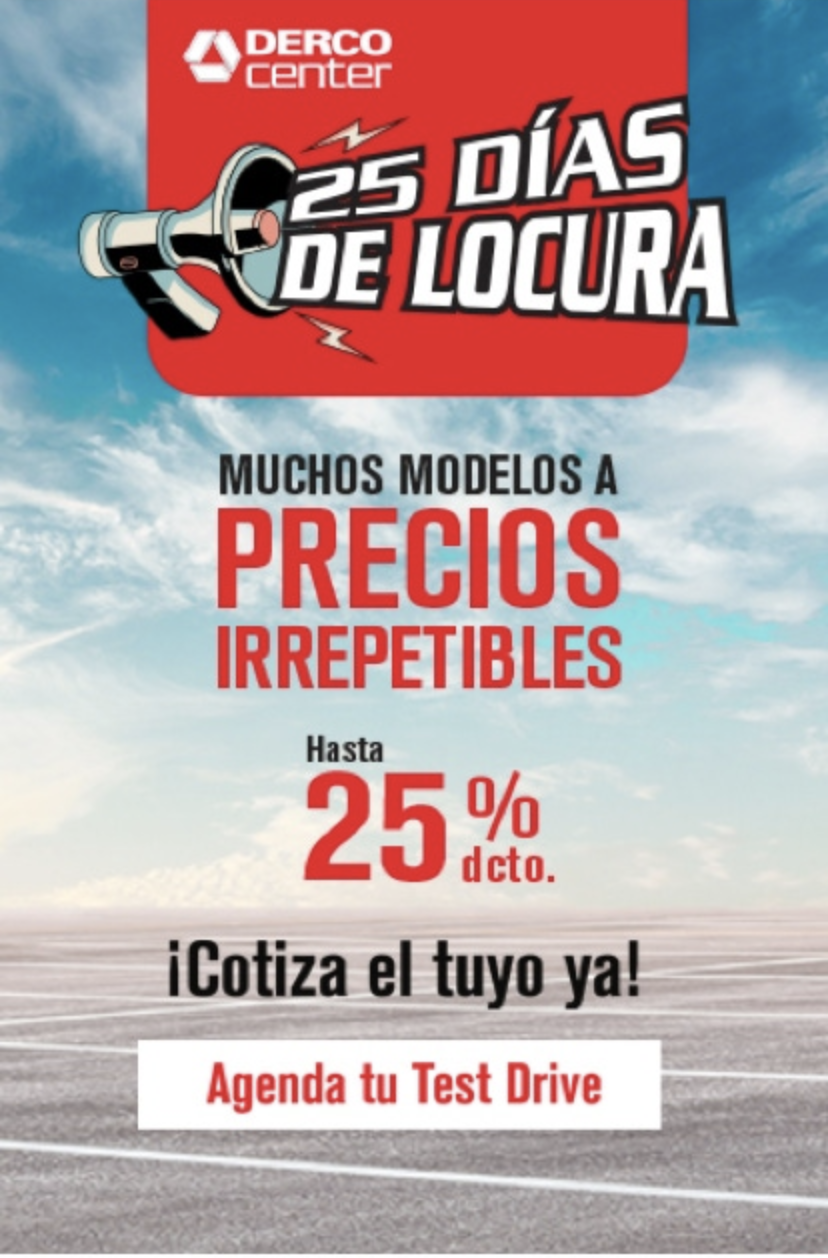 DERCO
center
25 DÍAS
DE LOCURA
MUCHOS MODELOS A
PRECIOS
IRREPETIBLES
Hasta
25%
dcto.
¡Cotiza el tuyo ya!
Agenda tu Test Drive